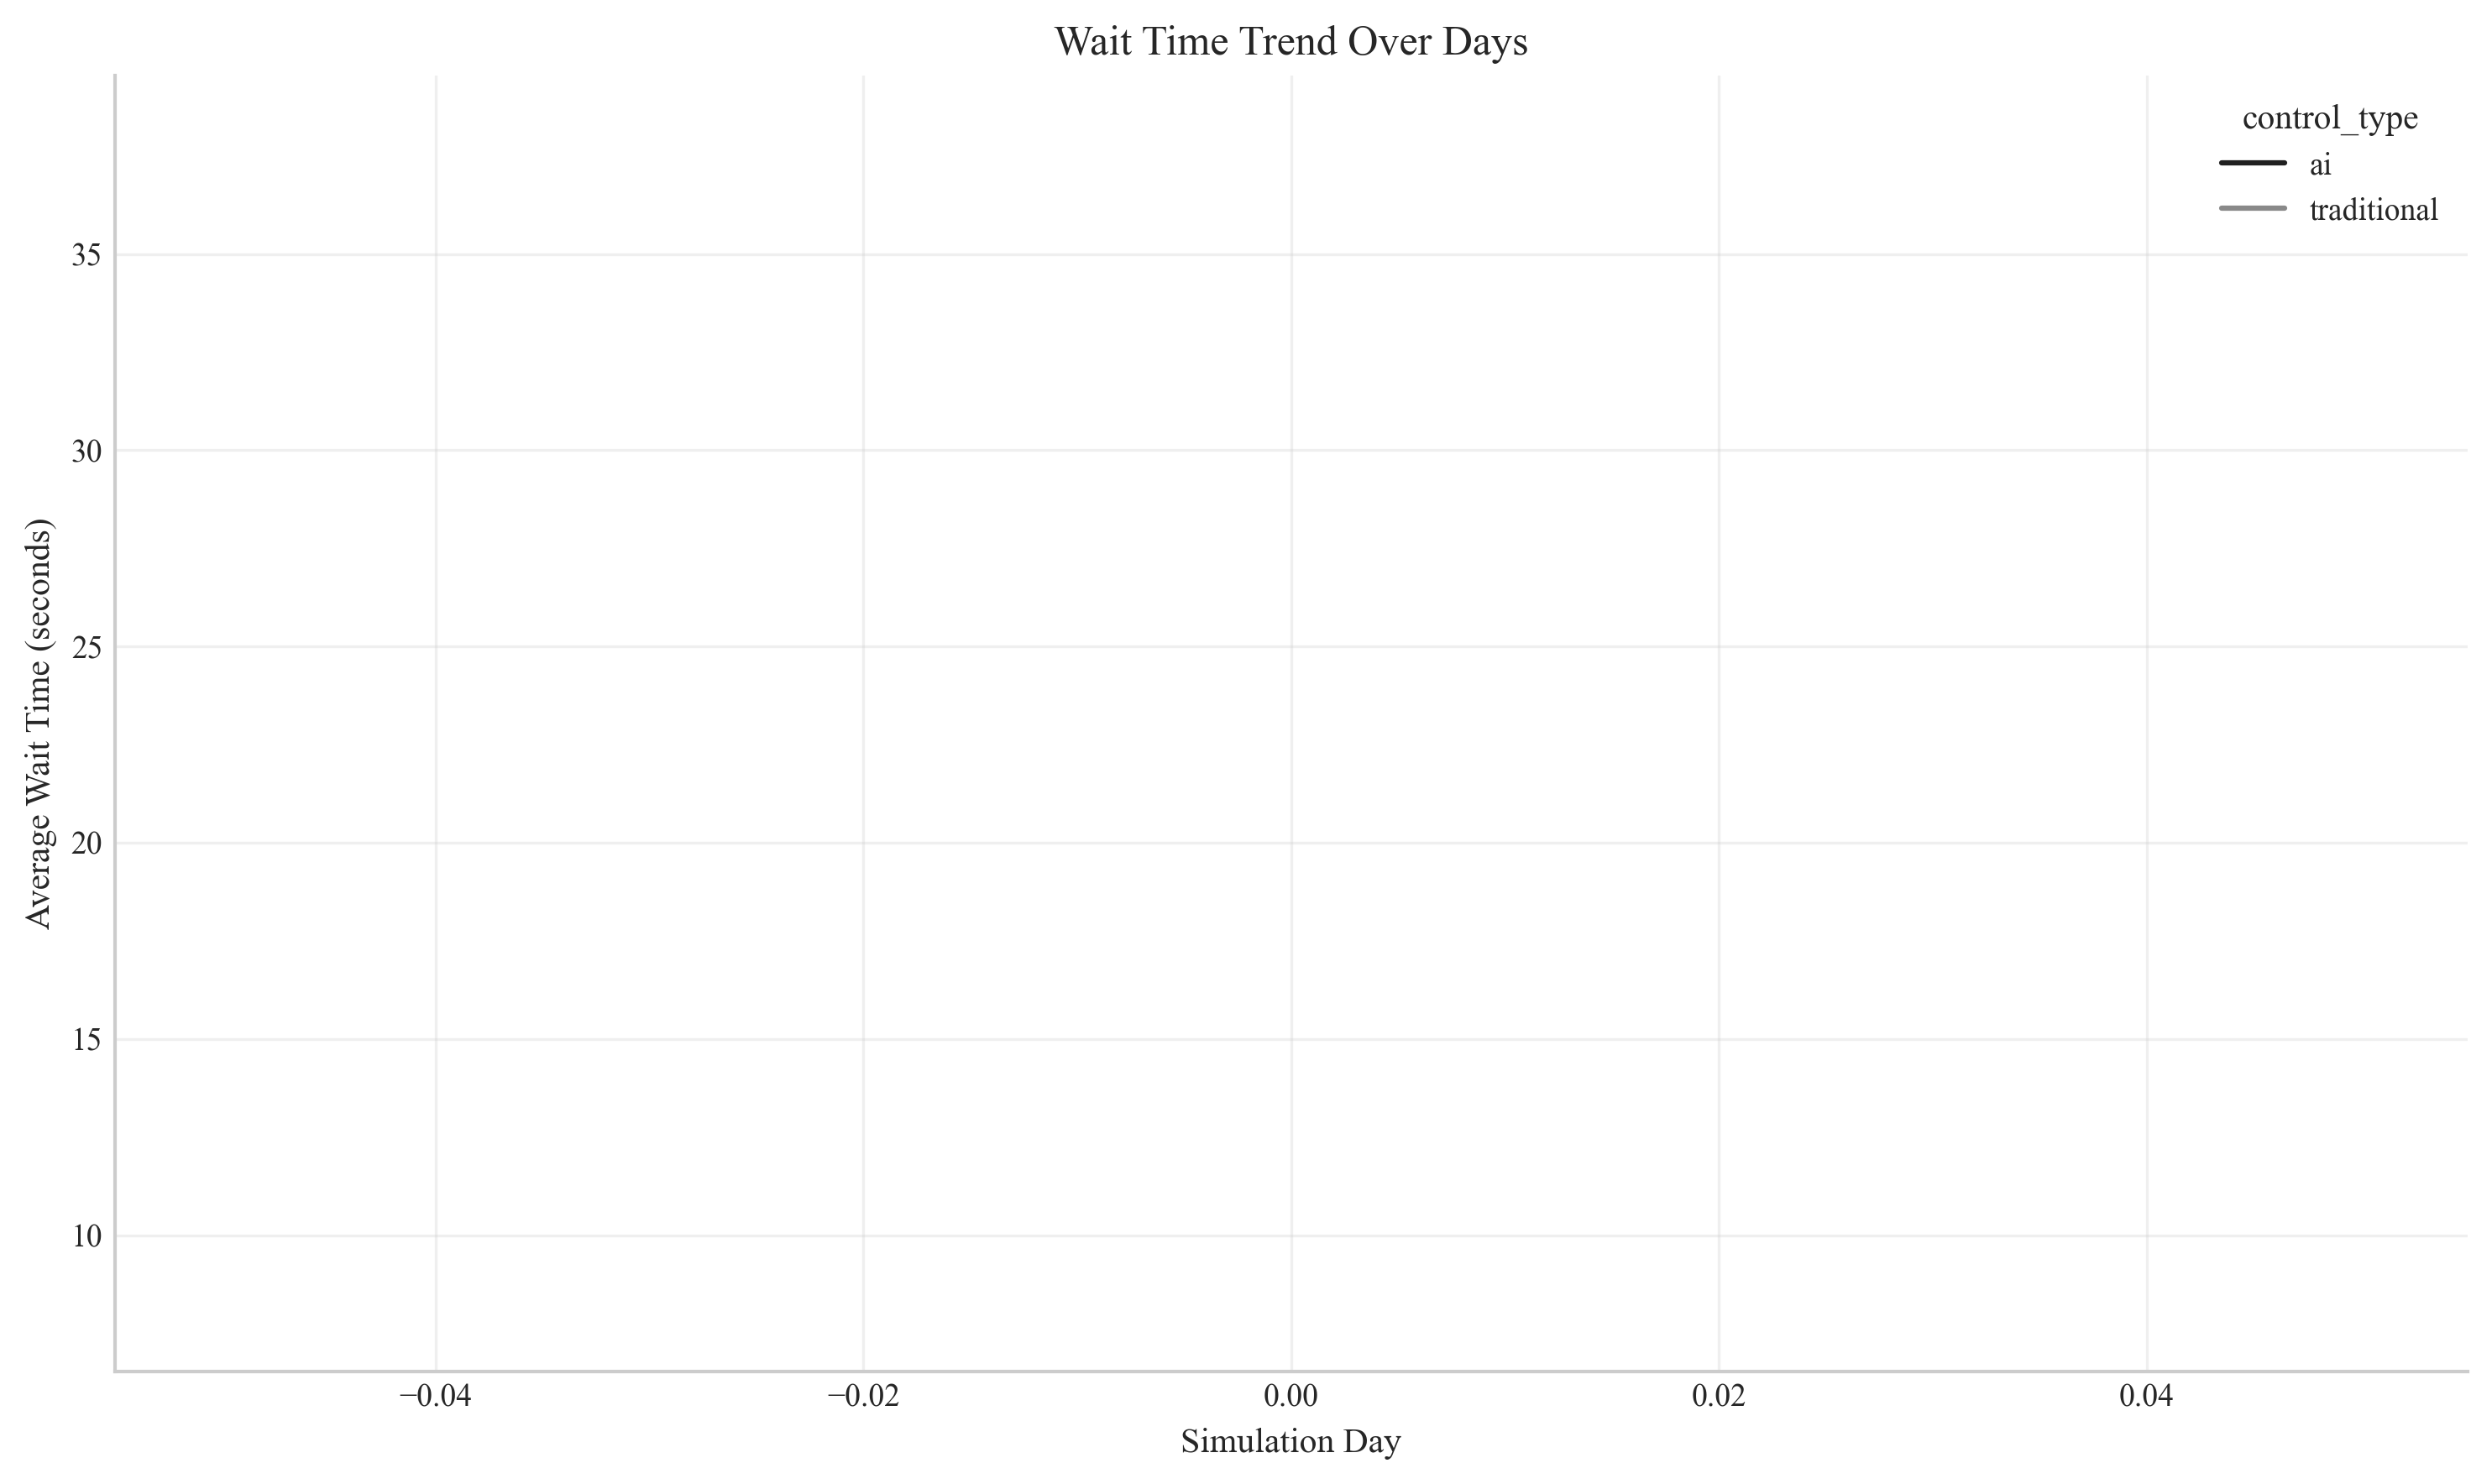 Wait Time Trend Over Days
control_type
ai
traditional
Average Wait Time (seconds)
35
30
25
20
15
10
−0.04
−0.02
0.00
0.02
0.04
Simulation Day